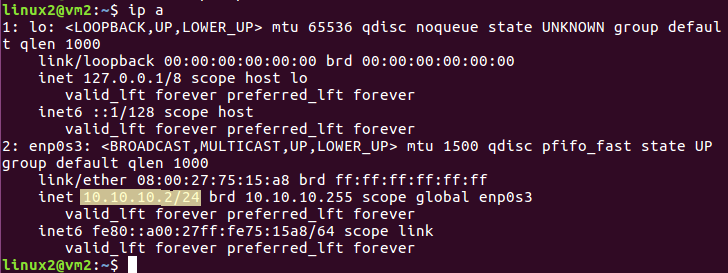 linux2@vm2:~$ ip a
1: lo: <LOOPBACK,UP,LOWER_UP> mtu 65536 qdisc noqueue state UNKNOWN group defaul
t qlen 1000
    link/loopback 00:00:00:00:00:00 brd 00:00:00:00:00:00
    inet 127.0.0.1/8 scope host lo
       valid_lft forever preferred_lft forever
    inet6 ::1/128 scope host
       valid_lft forever preferred_lft forever
2: enp0s3: <BROADCAST,MULTICAST,UP,LOWER_UP> mtu 1500 qdisc pfifo_fast state UP
group default qlen 1000
    link/ether 08:00:27:75:15:a8 brd ff:ff:ff:ff:ff:ff
    inet 10.10.10.2/24 brd 10.10.10.255 scope global enp0s3
       valid_lft forever preferred_lft forever
    inet6 fe80::a00:27ff:fe75:15a8/64 scope link
       valid_lft forever preferred_lft forever
linux2@vm2:~$